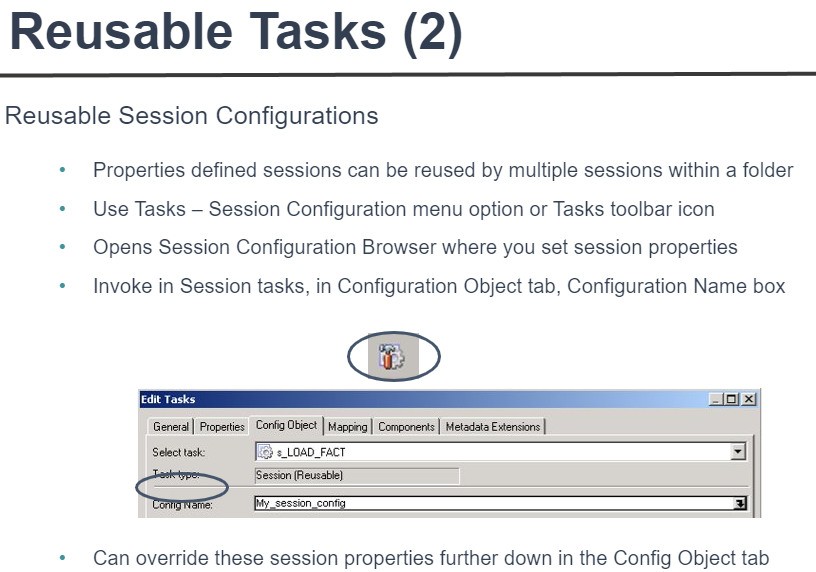 Reusable Tasks (2)
Reusable Session Configurations
• Properties defined sessions can be reused by multiple sessions within a folder
• Use Tasks – Session Configuration menu option or Tasks toolbar icon
• Opens Session Configuration Browser where you set session properties
• Invoke in Session tasks, in Configuration Object tab, Configuration Name box
Edit Tasks
General Properties Config Object Mapping Components Metadata Extensions
Select task: s_LOAD_FACT
Task type: Session (Reusable)
Config Name: My_session_config
• Can override these session properties further down in the Config Object tab